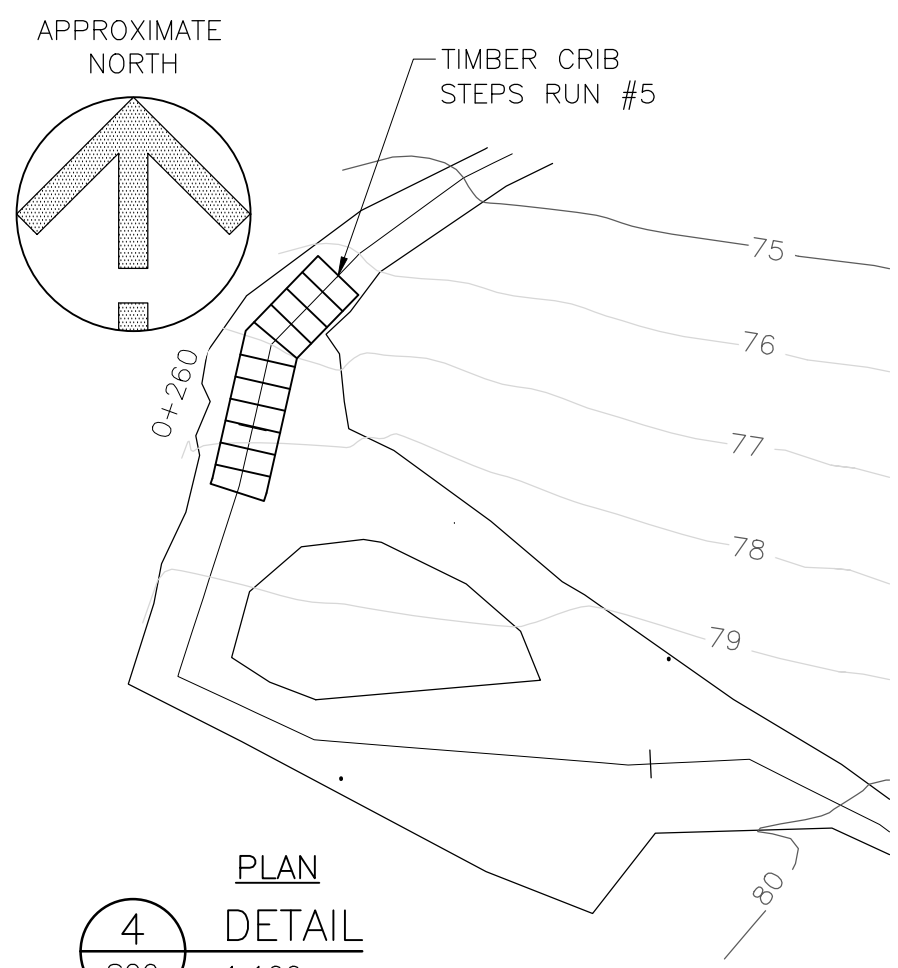 APPROXIMATE
NORTH
TIMBER CRIB
STEPS RUN #5
75
76
0+260
77
78
79
80
PLAN
4
DETAIL